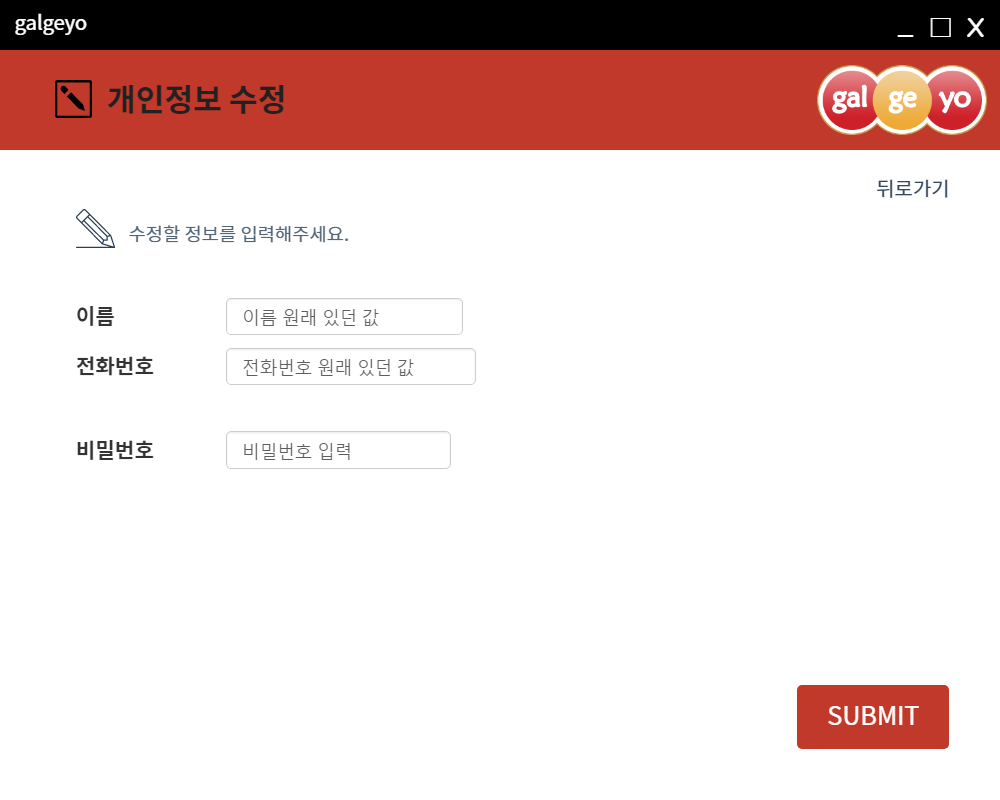 galgeyo
개인정보 수정
gal ge yo
뒤로가기
수정할 정보를 입력해주세요.
이름
이름 원래 있던 값
전화번호
전화번호 원래 있던 값
비밀번호
비밀번호 입력
SUBMIT